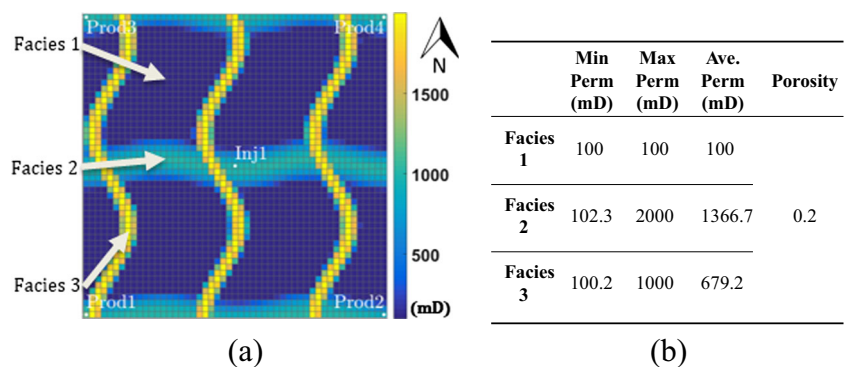 Prod3
Prod4
Facies 1
N
1500
Facies 2
Inj1
1000
Facies 3
500
Prod1
Prod2
(mD)
(a)
Min Perm (mD) Max Perm (mD) Ave. Perm (mD) Porosity
Facies 1 100 100 100
Facies 2 102.3 2000 1366.7 0.2
Facies 3 100.2 1000 679.2
(b)